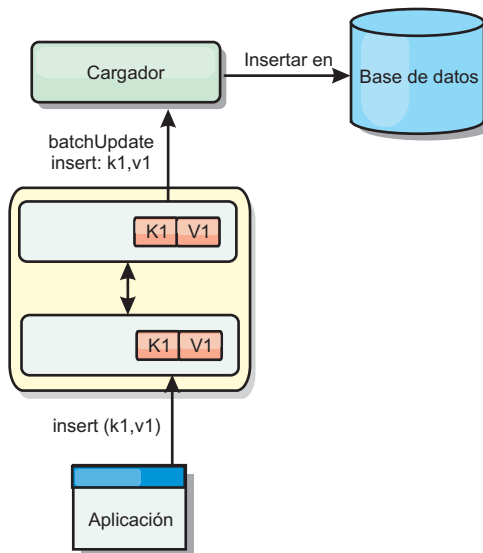 Cargador
Insertar en
Base de datos
batchUpdate
insert: k1,v1
K1 V1
K1 V1
insert (k1,v1)
Aplicación